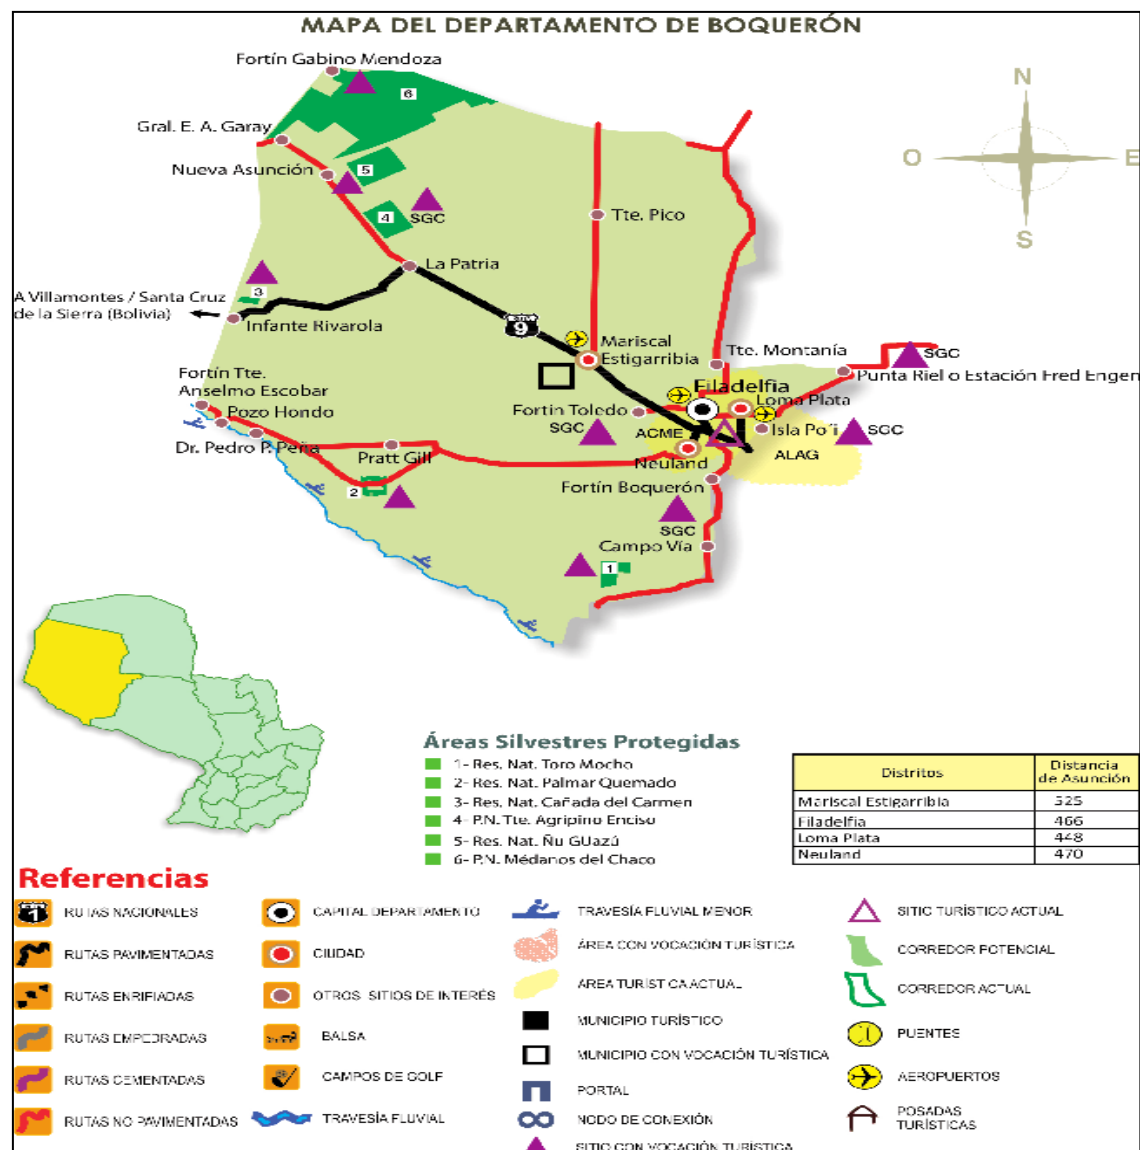 MAPA DEL DEPARTAMENTO DE BOQUERÓN
Fortín Gabino Mendoza
6
N
Gral. E. A. Garay
O
E
5
Nueva Asunción
4
SGC
Tte. Pico
S
La Patria
3
A Villamontes / Santa Cruz
de la Sierra (Bolivia)
Infante Rivarola
9
Mariscal
Estigarribia
Tte. Montanía
SGC
Punta Riel o Estación Fred Engen
Fortín Tte.
Anselmo Escobar
Filadelfia
Loma Plata
Pozo Hondo
Fortín Toledo
SGC
ACME
Isla Po'i
SGC
Dr. Pedro P. Peña
Pratt Gill
Neuland
ALAG
2
Fortín Boquerón
SGC
Campo Vía
1
Áreas Silvestres Protegidas
1- Res. Nat. Toro Mocho
2- Res. Nat. Palmar Quemado
3- Res. Nat. Cañada del Carmen
4- P.N. Tte. Agripino Enciso
5- Res. Nat. Ñu GUazú
6- P.N. Médanos del Chaco
Distritos
Distancia
de Asunción
Mariscal Estigarribia 525
Filadelfia 466
Loma Plata 448
Neuland 470
Referencias
1 RUTAS NACIONALES
RUTAS PAVIMENTADAS
RUTAS ENRIPIADAS
RUTAS EMPEDRADAS
RUTAS CEMENTADAS
RUTAS NO PAVIMENTADAS
CAPITAL DEPARTAMENTO
CIUDAD
OTROS SITIOS DE INTERÉS
BALSA
CAMPOS DE GOLF
TRAVESÍA FLUVIAL
TRAVESÍA FLUVIAL MENOR
ÁREA CON VOCACIÓN TURÍSTICA
AREA TURÍSTICA ACTUAL
MUNICIPIO TURÍSTICO
MUNICIPIO CON VOCACIÓN TURÍSTICA
PORTAL
NODO DE CONEXIÓN
SITIO CON VOCACIÓN TURÍSTICA
SITIO TURÍSTICO ACTUAL
CORREDOR POTENCIAL
CORREDOR ACTUAL
PUENTES
AEROPUERTOS
POSADAS
TURÍSTICAS